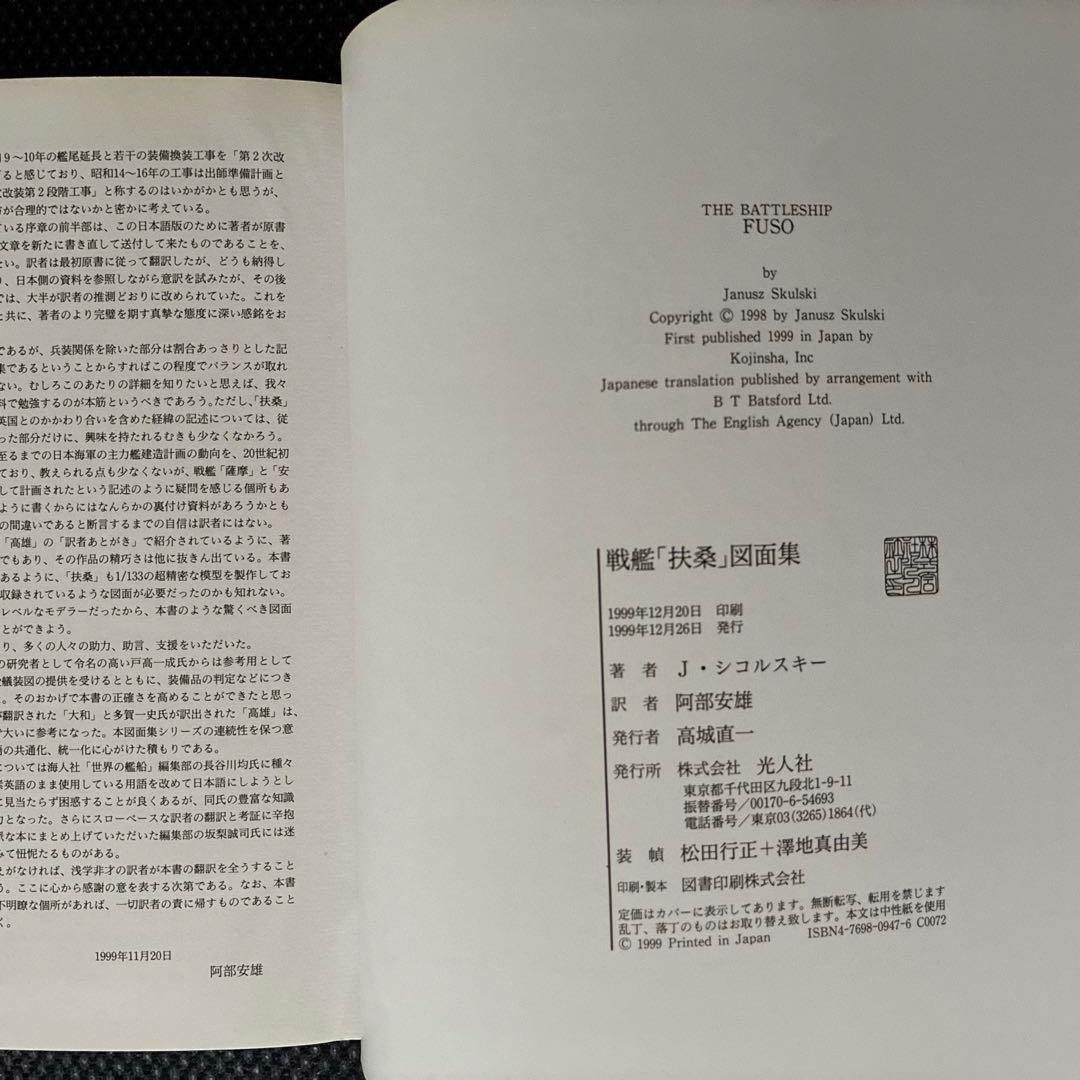 19～10年の艦尾延長と若干の装備換装工事を「第2次改
ると感じており、昭和14～16年の工事は出師準備計画と
改装第2段階工事」と称するのはいかがかとも思うが、
が合理的ではないかと密かに考えている。
ている序章の前半部は、この日本語版のために著者が原書
文章を新たに書き直して送付して来たものであることを、
たい。訳者は最初原書に従って翻訳したが、どうも納得し
り、日本側の資料を参照しながら意訳を試みたが、その後
では、大半が訳者の推測どおりに改められていた。これを
と共に、著者のより完璧を期す真摯な態度に深い感銘をお
であるが、兵装関係を除いた部分は割合あっさりとした記
集であるということからすればこの程度でバランスが取れ
ない。むしろこのあたりの詳細を知りたいと思えば、我々
料で勉強するのが本筋というべきであろう。ただし、「扶桑」
英国とのかかわり合いを含めた経緯の記述については、従
った部分だけに、興味を持たれるむきも少なくなかろう。
至るまでの日本海軍の主力艦建造計画の動向を、20世紀初
ており、教えられる点も少なくないが、戦艦「薩摩」と「安
して計画されたという記述のように疑問を感じる個所もあ
ように書くからにはなんらかの裏付け資料があろうかとも
の間違いであると断言するまでの自信は訳者にはない。
「高雄」の「訳者あとがき」で紹介されているように、著
でもあり、その作品の精巧さは他に抜きん出ている。本書
あるように、「扶桑」も1/133の超精密な模型を製作してお
収録されているような図面が必要だったのかも知れない。
レベルなモデラーだったから、本書のような驚くべき図面
とができよう。
り、多くの人々の助力、助言、支援をいただいた。
の研究者として令名の高い戸高一成氏からは参考用として
艤装図の提供を受けるとともに、装備品の判定などにつき
。そのおかげで本書の正確さを高めることができたと思っ
翻訳された「大和」と多賀一史氏が訳出された「高雄」は、
大いに参考になった。本図面集シリーズの連続性を保つ意
の共通化、統一化に心がけた積もりである。
については海人社「世界の艦船」編集部の長谷川均氏に種々
英語のまま使用している用語を改めて日本語にしようとし
見当たらず困惑することが良くあるが、同氏の豊富な知識
となった。さらにスローペースな訳者の翻訳と考証に辛抱
な本にまとめ上げていただいた編集部の坂梨誠司氏には迷
みて忸怩たるものがある。
えがなければ、浅学非才の訳者が本書の翻訳を全うすること
う。ここに心から感謝の意を表する次第である。なお、本書
不明瞭な個所があれば、一切訳者の責に帰すものであること
く。
1999年11月20日
阿部安雄
THE BATTLESHIP
FUSO
by
Janusz Skulski
Copyright © 1998 by Janusz Skulski
First published 1999 in Japan by
Kojinsha, Inc
Japanese translation published by arrangement with
B T Batsford Ltd.
through The English Agency (Japan) Ltd.
戦艦「扶桑」図面集
1999年12月20日 印刷
1999年12月26日 発行
著者 J・シコルスキー
訳者 阿部安雄
発行者 高城直一
発行所 株式会社 光人社
東京都千代田区九段北1-9-11
振替番号／00170-6-54693
電話番号／東京03(3265)1864(代)
装幀 松田行正＋澤地真由美
印刷・製本 図書印刷株式会社
定価はカバーに表示してあります。無断転写、転用を禁じます
乱丁、落丁のものはお取り替え致します。本文は中性紙を使用
© 1999 Printed in Japan ISBN4-7698-0947-6 C0072